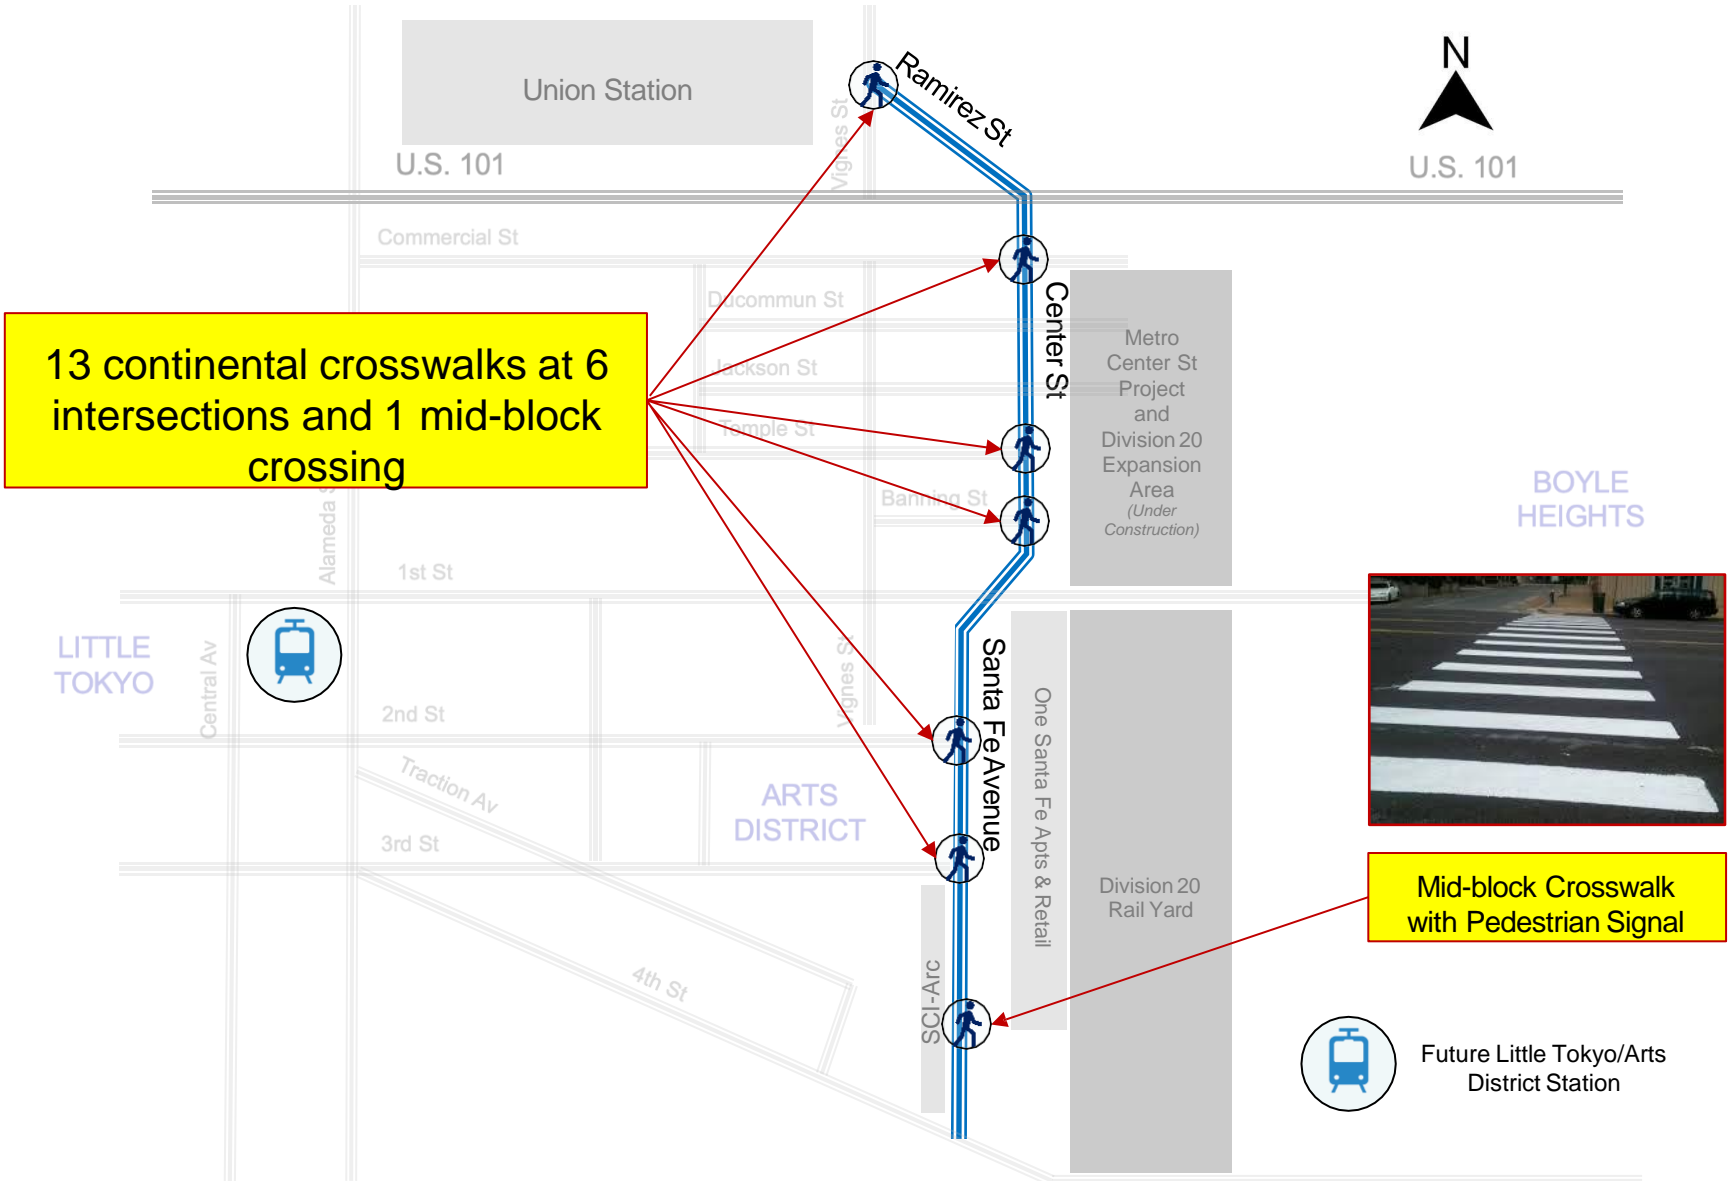 Union Station
Ramirez St
N
Vignes St
U.S. 101
U.S. 101
Commercial St
Ducommun St
Center St
13 continental crosswalks at 6
intersections and 1 mid-block
crossing
Jackson St
Temple St
Metro
Center St
Project
and
Division 20
Expansion
Area
(Under
Construction)
Banning St
BOYLE
HEIGHTS
Alameda S
1st St
LITTLE
TOKYO
Central Av
Vignes St
Santa Fe Avenue
One Santa Fe Apts & Retail
2nd St
Traction Av
ARTS
DISTRICT
3rd St
Division 20
Rail Yard
Mid-block Crosswalk
with Pedestrian Signal
4th St
SCI-Arc
Future Little Tokyo/Arts
District Station